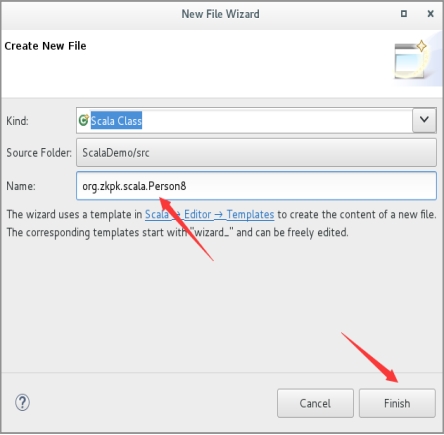 New File Wizard
Create New File
Kind:
Scala Class
Source Folder:
ScalaDemo/src
Name:
org.zkpk.scala.Person8
The wizard uses a template in Scala → Editor → Templates to create the content of a new file.
The corresponding templates start with "wizard_" and can be freely edited.
?
Cancel
Finish